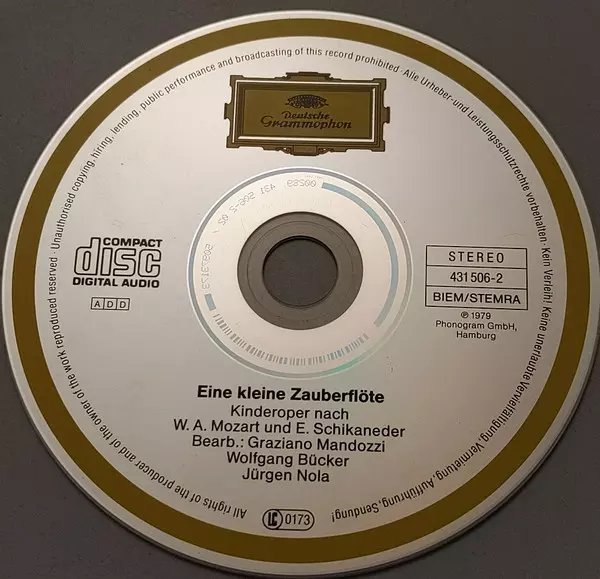 All rights of the producer and of the owner of the work reproduced reserved · Unauthorised copying, hiring, lending, public performance and broadcasting of this record prohibited · Alle Urheber- und Leistungsschutzrechte vorbehalten · Kein Verleih! Keine unerlaubte Vervielfältigung, Vermietung, Aufführung, Sendung!
Deutsche
Grammophon
COMPACT
disc
DIGITAL AUDIO
ADD
STEREO
431 506-2
BIEM/STEMRA
℗ 1979
Phonogram GmbH,
Hamburg
Eine kleine Zauberflöte
Kinderoper nach
W. A. Mozart und E. Schikaneder
Bearb.: Graziano Mandozzi
Wolfgang Bücker
Jürgen Nola
LC 0173